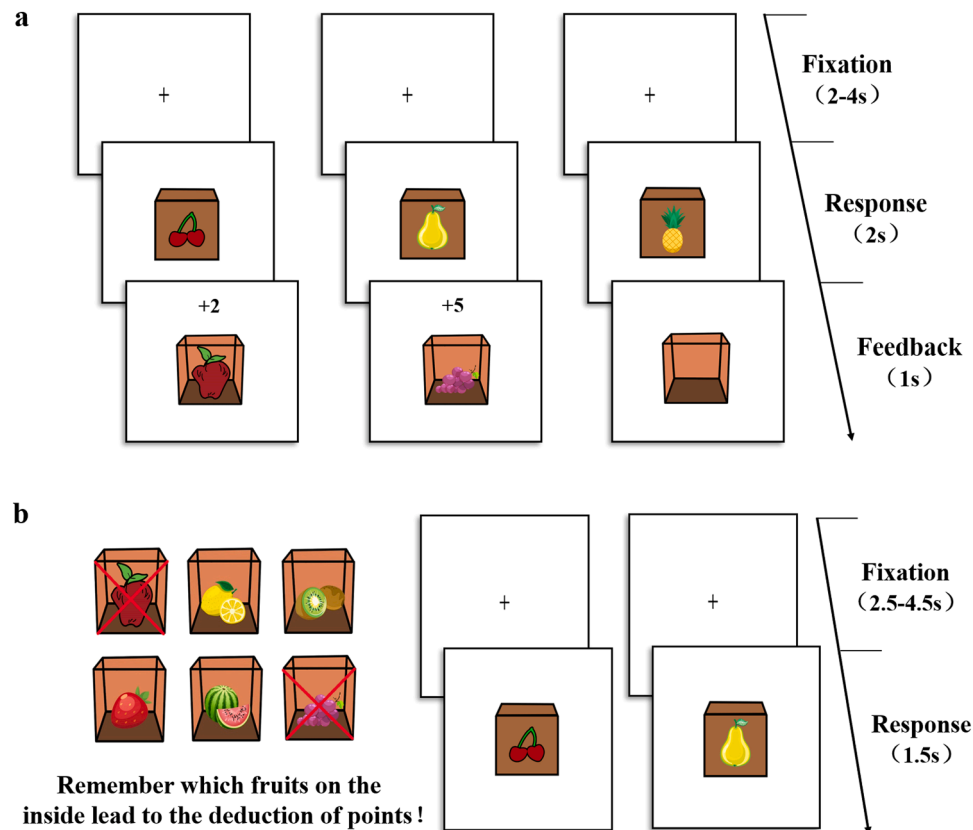 a
+
+
+
Fixation
（2-4s）
Response
（2s）
+2
+5
Feedback
（1s）
b
+
+
Fixation
（2.5-4.5s）
Response
（1.5s）
Remember which fruits on the
inside lead to the deduction of points！